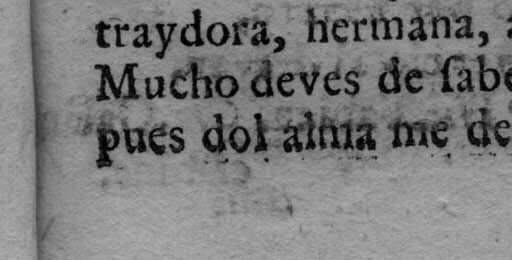 traydora, hermana,
Mucho deves de ſabe
pues dol alma me de